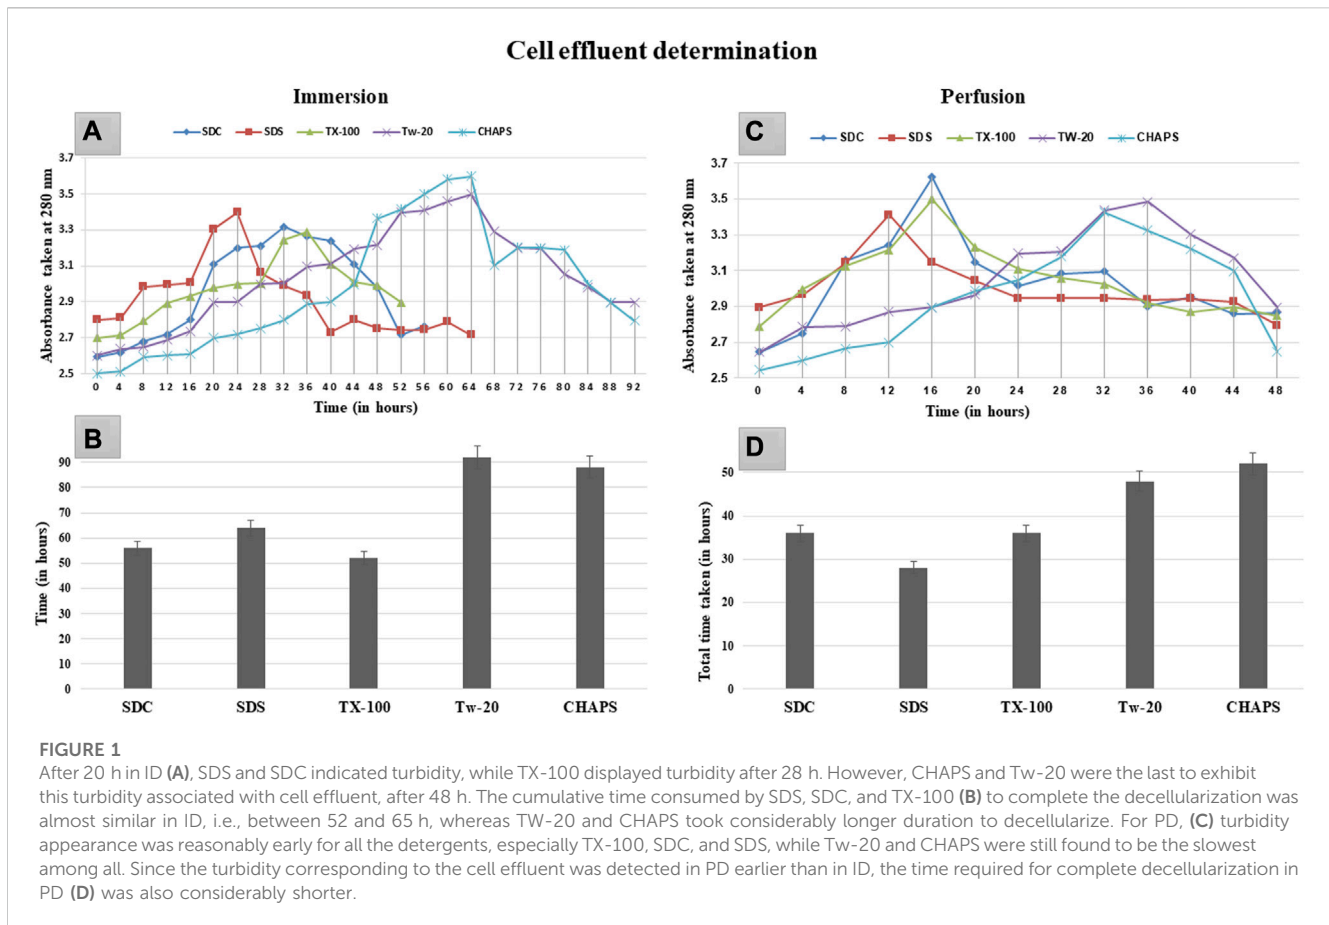 Cell effluent determination
Immersion
A
SDC SDS TX-100 Tw-20 CHAPS
Absorbance taken at 280 nm
3.7
3.5
3.3
3.1
2.9
2.7
2.5
0 4 8 12 16 20 24 28 32 36 40 44 48 52 56 60 64 68 72 76 80 84 88 92
Time (in hours)
Perfusion
C
SDC SDS TX-100 TW-20 CHAPS
Absorbance taken at 280 nm
3.7
3.5
3.3
3.1
2.9
2.7
2.5
0 4 8 12 16 20 24 28 32 36 40 44 48
Time (in hours)
B
Time (in hours)
90
80
70
60
50
40
30
20
10
0
SDC SDS TX-100 Tw-20 CHAPS
D
Total time taken (in hours)
50
40
30
20
10
0
SDC SDS TX-100 Tw-20 CHAPS
FIGURE 1
After 20 h in ID (A), SDS and SDC indicated turbidity, while TX-100 displayed turbidity after 28 h. However, CHAPS and Tw-20 were the last to exhibit
this turbidity associated with cell effluent, after 48 h. The cumulative time consumed by SDS, SDC, and TX-100 (B) to complete the decellularization was
almost similar in ID, i.e., between 52 and 65 h, whereas TW-20 and CHAPS took considerably longer duration to decellularize. For PD, (C) turbidity
appearance was reasonably early for all the detergents, especially TX-100, SDC, and SDS, while Tw-20 and CHAPS were still found to be the slowest
among all. Since the turbidity corresponding to the cell effluent was detected in PD earlier than in ID, the time required for complete decellularization in
PD (D) was also considerably shorter.